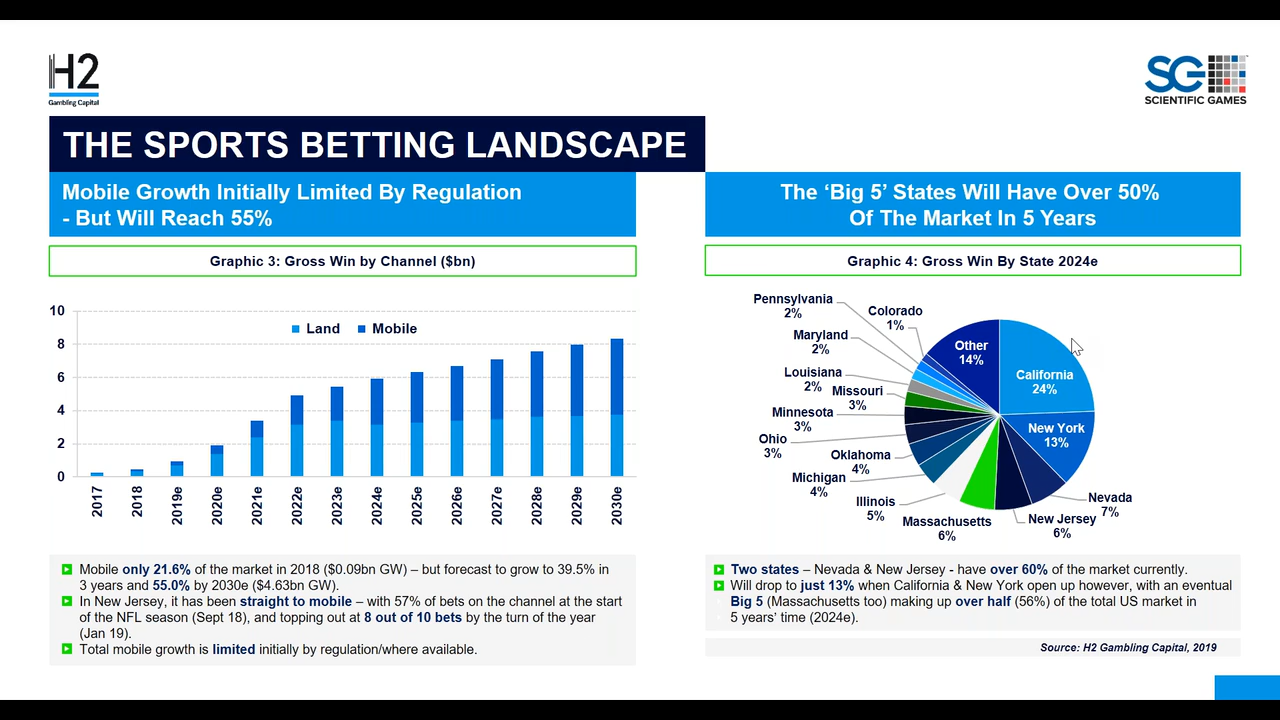 H2
Gambling Capital
SG
SCIENTIFIC GAMES
THE SPORTS BETTING LANDSCAPE
Mobile Growth Initially Limited By Regulation
- But Will Reach 55%
Graphic 3: Gross Win by Channel ($bn)
10
8
6
4
2
0
Land
Mobile
2017
2018
2019e
2020e
2021e
2022e
2023e
2024e
2025e
2026e
2027e
2028e
2029e
2030e
Mobile only 21.6% of the market in 2018 ($0.09bn GW) – but forecast to grow to 39.5% in
3 years and 55.0% by 2030e ($4.63bn GW).
In New Jersey, it has been straight to mobile – with 57% of bets on the channel at the start
of the NFL season (Sept 18), and topping out at 8 out of 10 bets by the turn of the year
(Jan 19).
Total mobile growth is limited initially by regulation/where available.
The ‘Big 5’ States Will Have Over 50%
Of The Market In 5 Years
Graphic 4: Gross Win By State 2024e
Pennsylvania
2%
Colorado
1%
Maryland
2%
Other
14%
Louisiana
2%
California
24%
Missouri
3%
Minnesota
3%
New York
13%
Ohio
3%
Oklahoma
4%
Michigan
4%
Nevada
7%
Illinois
5%
Massachusetts
6%
New Jersey
6%
Two states – Nevada & New Jersey - have over 60% of the market currently.
Will drop to just 13% when California & New York open up however, with an eventual
Big 5 (Massachusetts too) making up over half (56%) of the total US market in
5 years’ time (2024e).
Source: H2 Gambling Capital, 2019